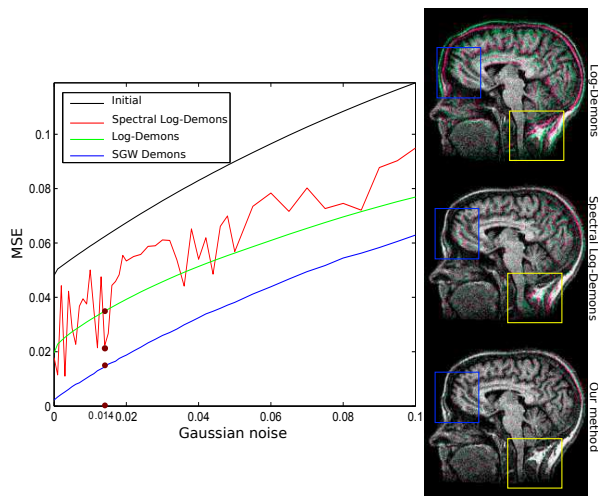 Initial
Spectral Log-Demons
Log-Demons
SGW Demons
MSE
0.1
0.08
0.06
0.04
0.02
0
0
0.014
0.02
0.04
0.06
0.08
0.1
Gaussian noise
Log-Demons
Spectral Log-Demons
Our method